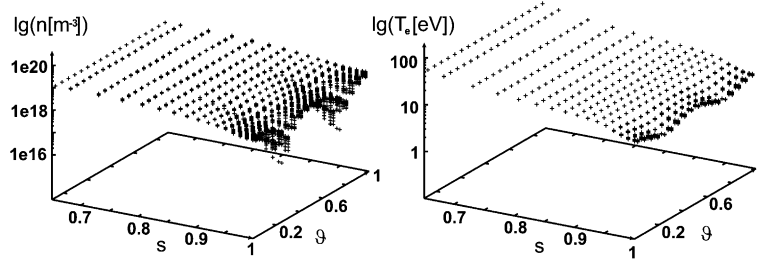 lg(n[m-3]) lg(Te[eV])
1e20 100
1e18 10
1e16 1
1
0.6 0.6
0.7 0.2 0.7 0.2
0.8 0.8
0.9 0.9
s 1 ϑ s 1 ϑ